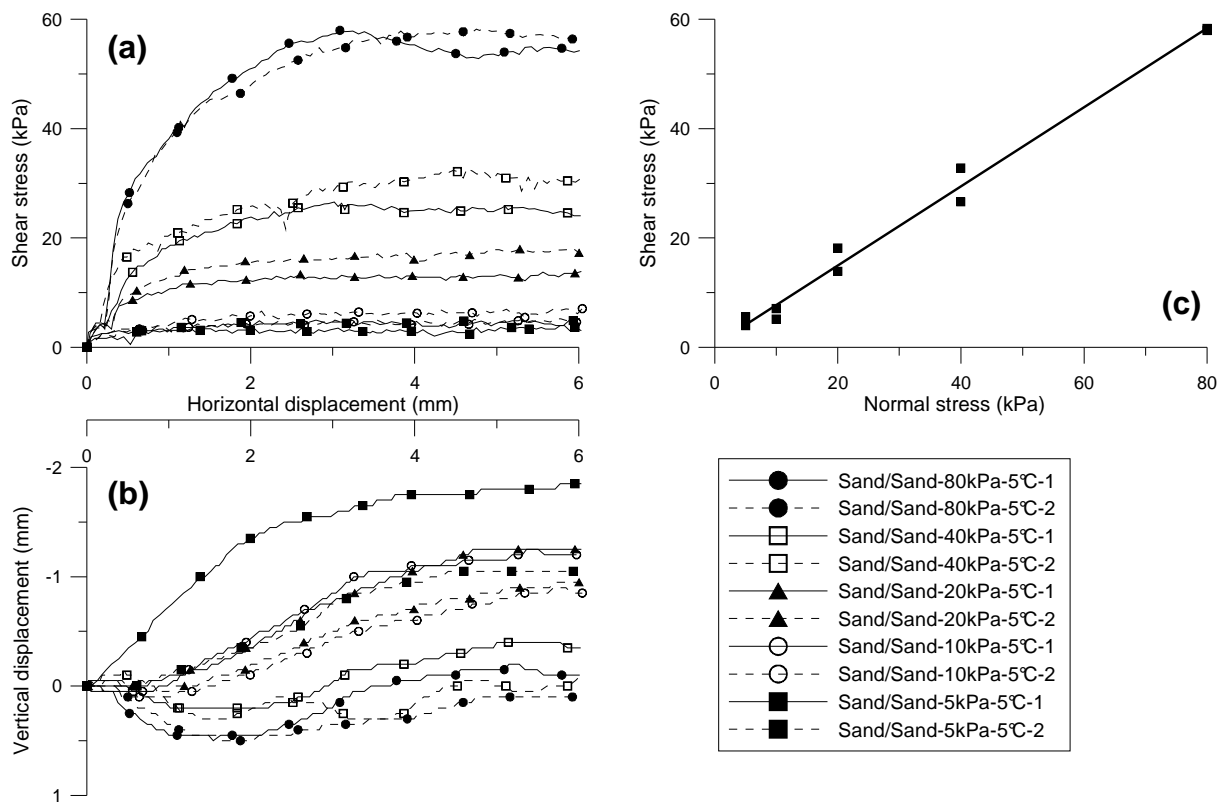 (a)
Shear stress (kPa)
60
40
20
0
0 2 4 6
Horizontal displacement (mm)
0 2 4 6
(b)
Vertical displacement (mm)
-2
-1
0
1
(c)
Shear stress (kPa)
60
40
20
0
0 20 40 60 80
Normal stress (kPa)
Sand/Sand-80kPa-5°C-1
Sand/Sand-80kPa-5°C-2
Sand/Sand-40kPa-5°C-1
Sand/Sand-40kPa-5°C-2
Sand/Sand-20kPa-5°C-1
Sand/Sand-20kPa-5°C-2
Sand/Sand-10kPa-5°C-1
Sand/Sand-10kPa-5°C-2
Sand/Sand-5kPa-5°C-1
Sand/Sand-5kPa-5°C-2